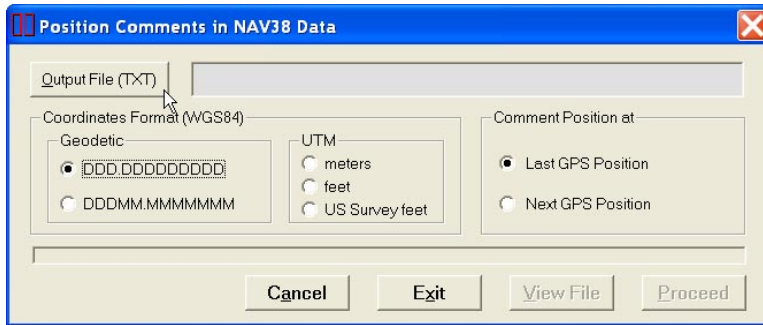 Position Comments in NAV38 Data
Output File (TXT)
Coordinates Format (WGS84)
Geodetic
DDD.DDDDDDDDD
DDDMM.MMMMMMM
UTM
meters
feet
US Survey feet
Comment Position at
Last GPS Position
Next GPS Position
Cancel
Exit
View File
Proceed